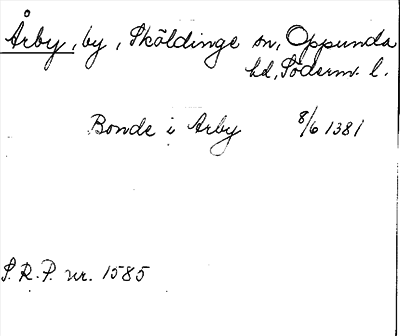 Årby, by, Sköldinge sn, Oppunda
hd, Söderm. l.
Bonde i Arby 8/6 1381
S.R.P. nr. 1585